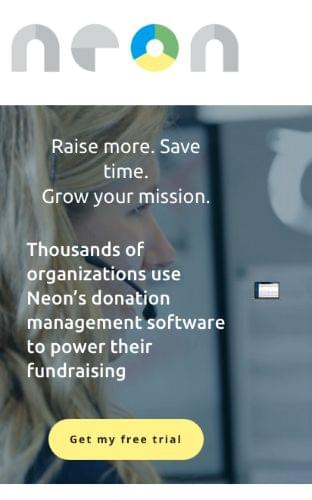 neon
Raise more. Save
time.
Grow your mission.
Thousands of
organizations use
Neon’s donation
management software
to power their
fundraising
Get my free trial